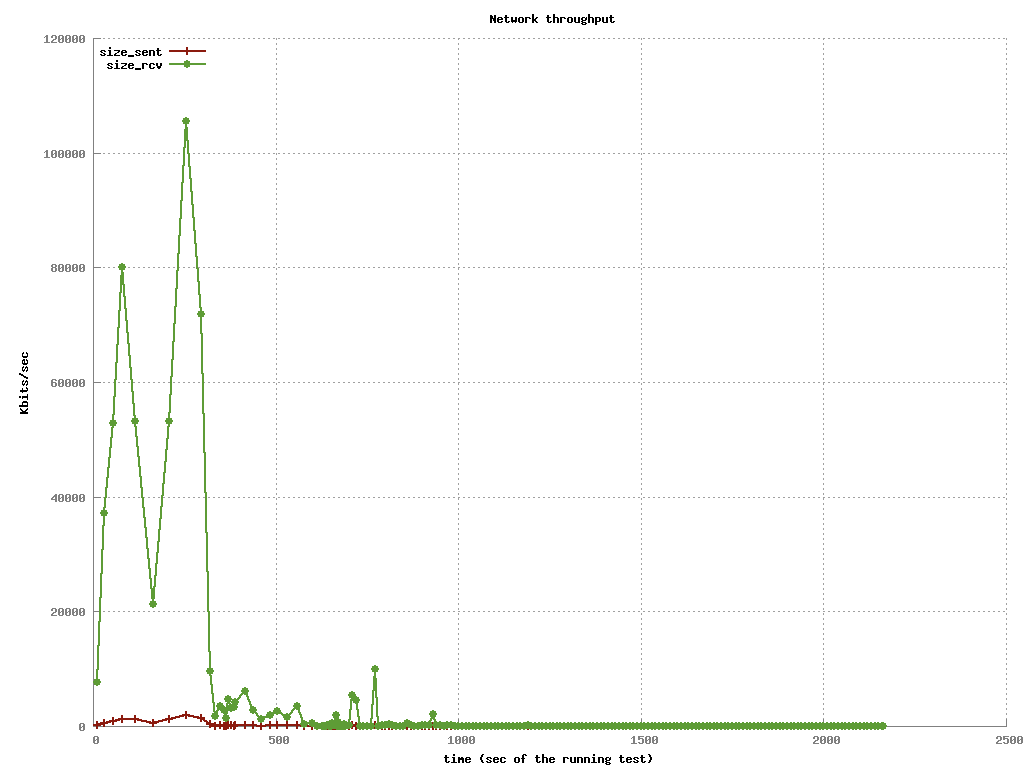 Network throughput
120000
size_sent
size_rcv
100000
80000
60000
40000
20000
0
Kbits/sec
0 500 1000 1500 2000 2500
time (sec of the running test)